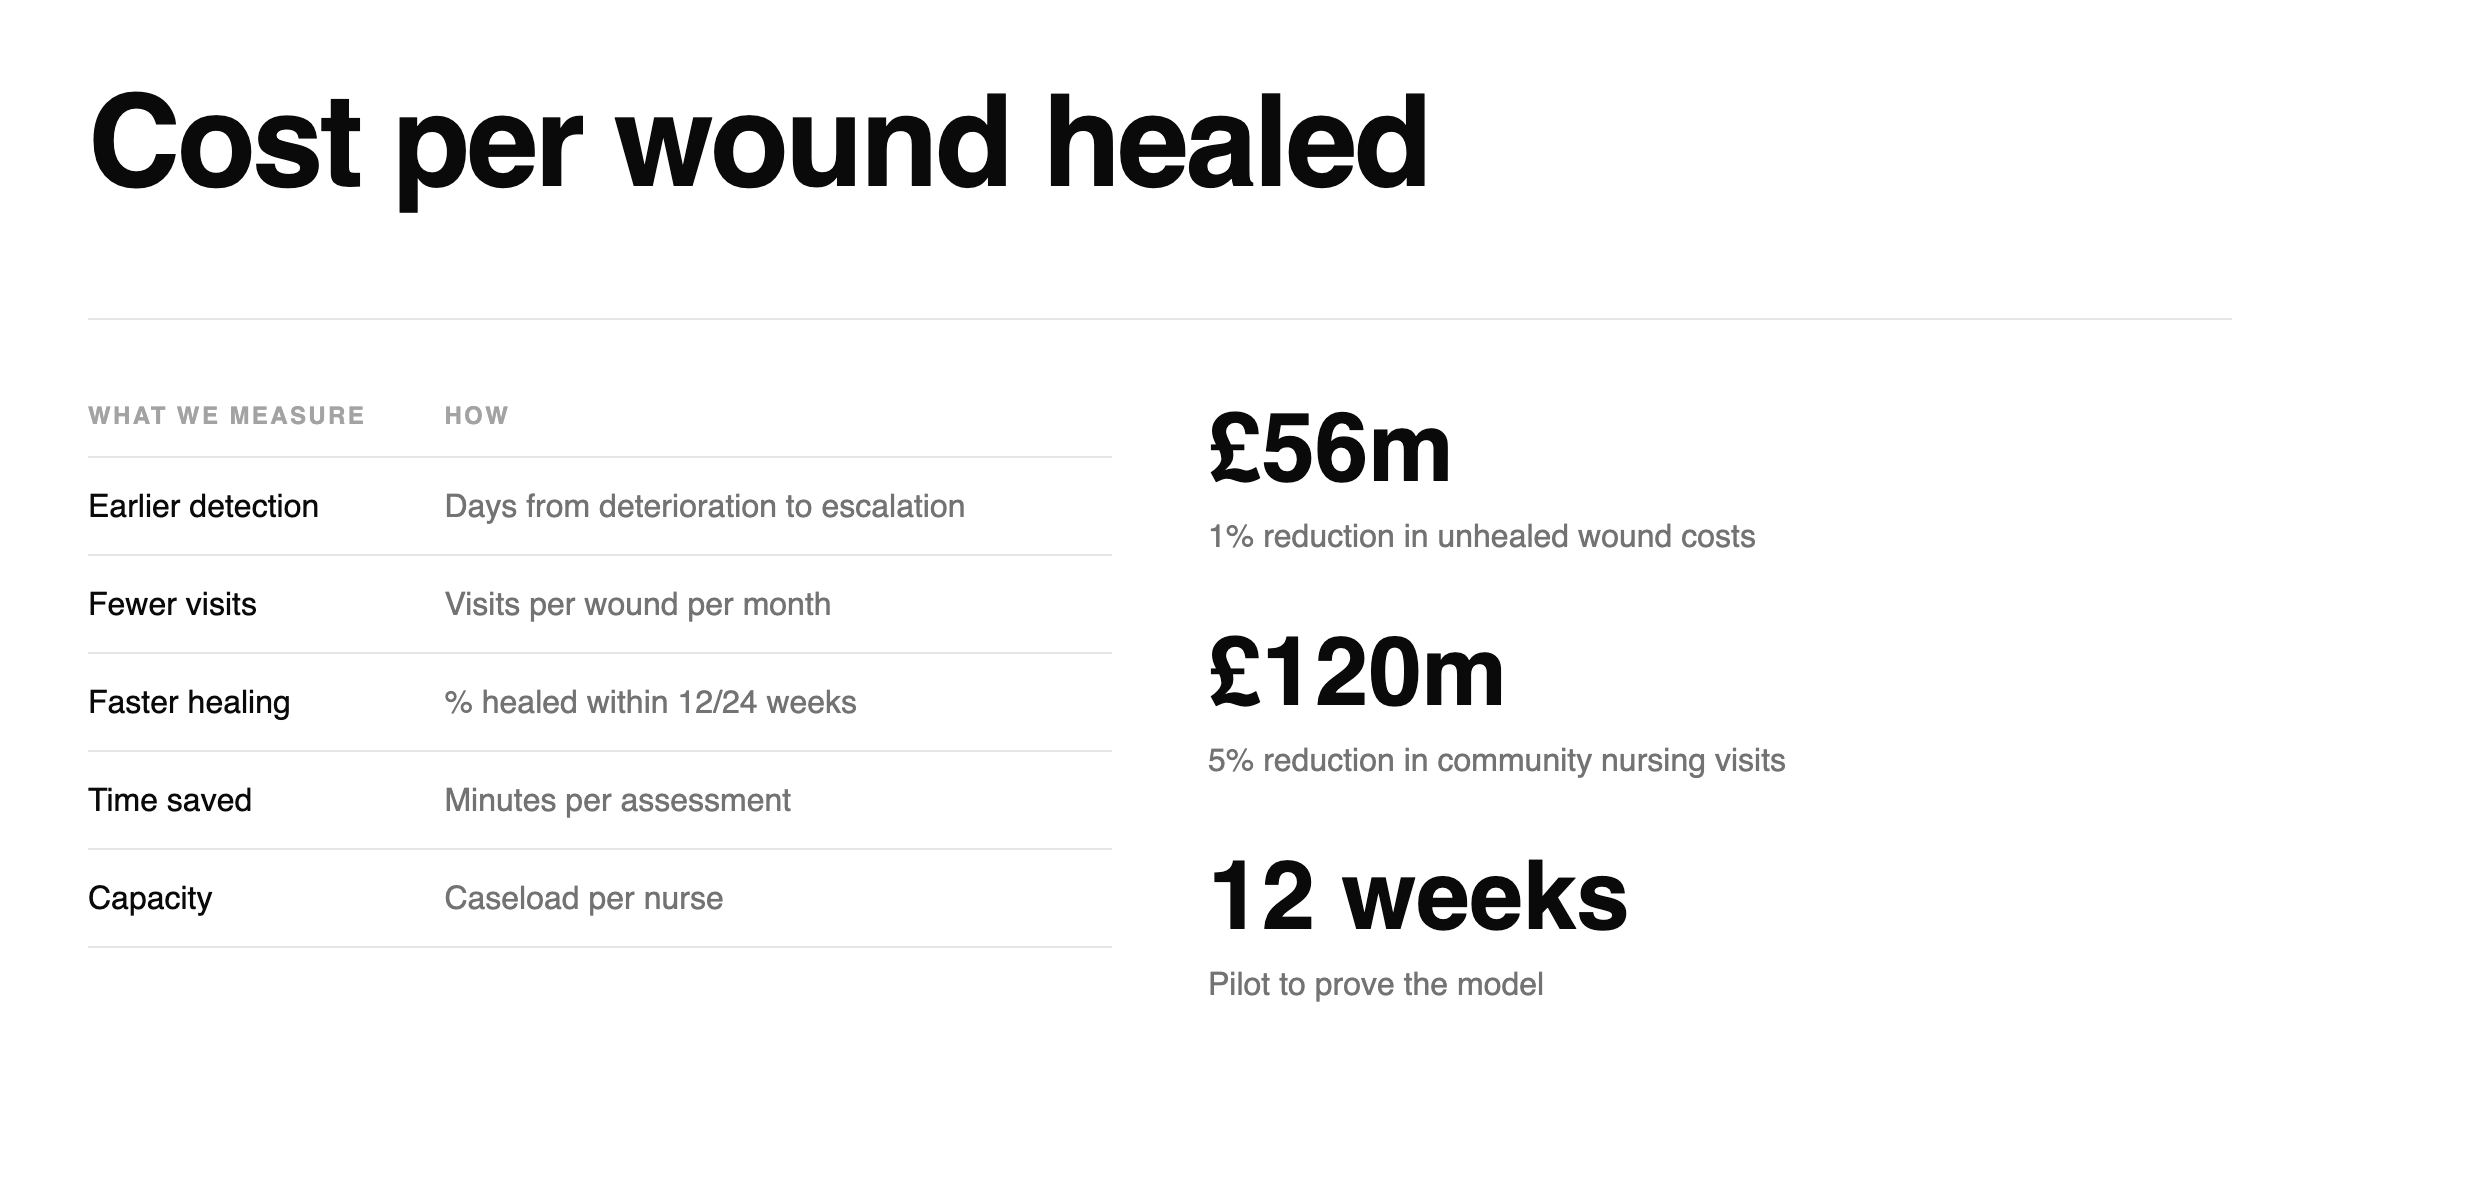 Cost per wound healed
WHAT WE MEASURE HOW
Earlier detection Days from deterioration to escalation
Fewer visits Visits per wound per month
Faster healing % healed within 12/24 weeks
Time saved Minutes per assessment
Capacity Caseload per nurse
£56m
1% reduction in unhealed wound costs
£120m
5% reduction in community nursing visits
12 weeks
Pilot to prove the model